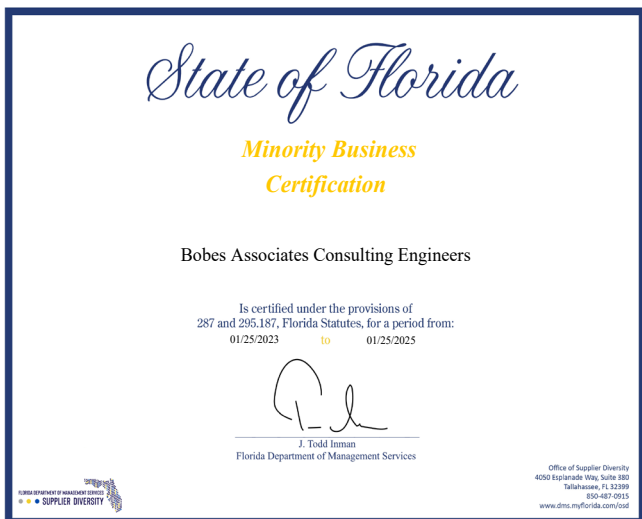 State of Florida
Minority Business
Certification
Bobes Associates Consulting Engineers
Is certified under the provisions of
287 and 295.187, Florida Statutes, for a period from:
01/25/2023 to 01/25/2025
J. Todd Inman
Florida Department of Management Services
FLORIDA DEPARTMENT OF MANAGEMENT SERVICES
SUPPLIER DIVERSITY
Office of Supplier Diversity
4050 Esplanade Way, Suite 380
Tallahassee, FL 32399
850-487-0915
www.dms.myflorida.com/osd